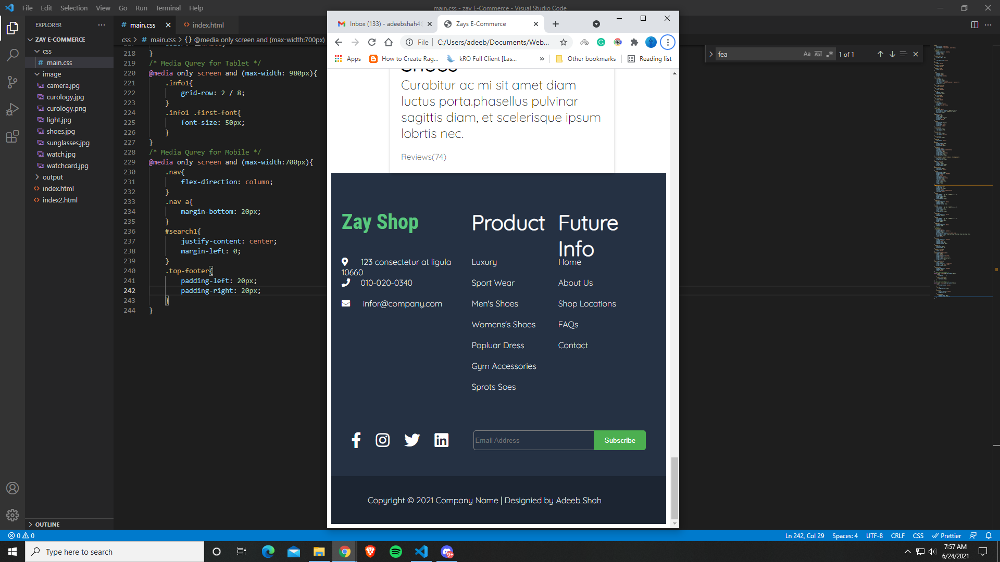 File Edit Selection View Go Run Terminal Help
main.css - zay E-Commerce - Visual Studio Code
EXPLORER
ZAY E-COMMERCE
css
main.css
image
camera.jpg
curology.jpg
curology.png
light.jpg
shoes.jpg
sunglasses.jpg
watch.jpg
watchcard.jpg
output
index.html
index2.html
OUTLINE
main.css
index.html
css > # main.css > {} @media only screen and (max-width:700px)
218 }
219 /* Media Qurey for Tablet */
220 @media only screen and (max-width: 980px){
221 .info1{
222 grid-row: 2 / 8;
223 }
224 .info1 .first-font{
225 font-size: 50px;
226 }
227 }
228 /* Media Qurey for Mobile */
229 @media only screen and (max-width:700px){
230 .nav{
231 flex-direction: column;
232 }
233 .nav a{
234 margin-bottom: 20px;
235 }
236 #search1{
237 justify-content: center;
238 margin-left: 0;
239 }
240 .top-footer{
241 padding-left: 20px;
242 padding-right: 20px;
243 }
244 }
fea
Aa Abl .* 1 of 1
Inbox (133) - adeebshah4
Zays E-Commerce
File | C:/Users/adeeb/Documents/Web...
Apps
How to Create Rag...
kRO Full Client [Las...
»
Other bookmarks
Reading list
Shoes
Curabitur ac mi sit amet diam
luctus porta.phasellus pulvinar
sagittis diam, et scelerisque ipsum
lobrtis nec.
Reviews(74)
Zay Shop
123 consectetur at ligula
10660
010-020-0340
infor@company.com
Product
Luxury
Sport Wear
Men's Shoes
Womens's Shoes
Popluar Dress
Gym Accessories
Sprots Soes
Future
Info
Home
About Us
Shop Locations
FAQs
Contact
Email Address
Subscribe
Copyright © 2021 Company Name | Designied by Adeeb Shah
0 0
Ln 242, Col 29 Spaces: 4 UTF-8 CRLF CSS Prettier
Type here to search
9+
7:57 AM
6/24/2021